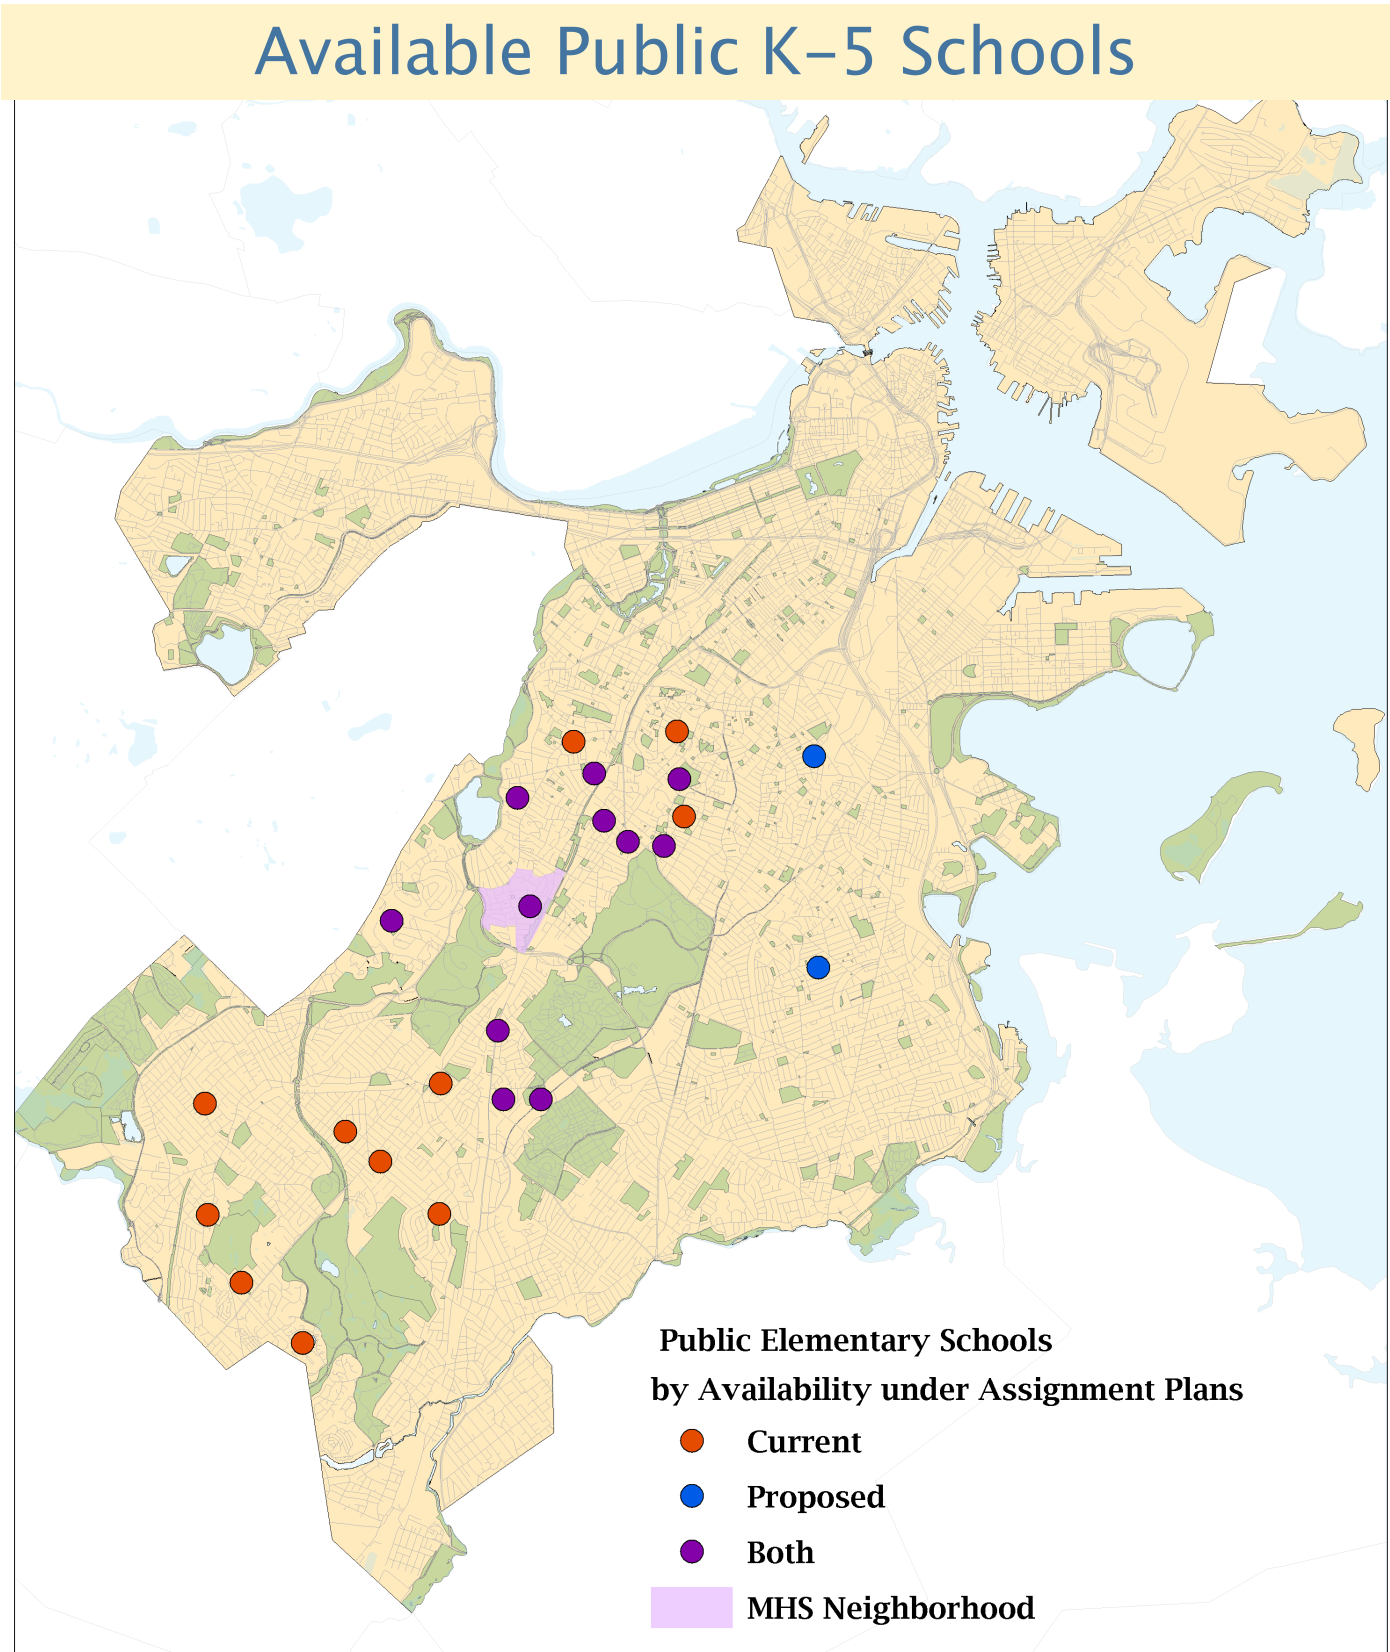 Available Public K-5 Schools
Public Elementary Schools
by Availability under Assignment Plans
Current
Proposed
Both
MHS Neighborhood